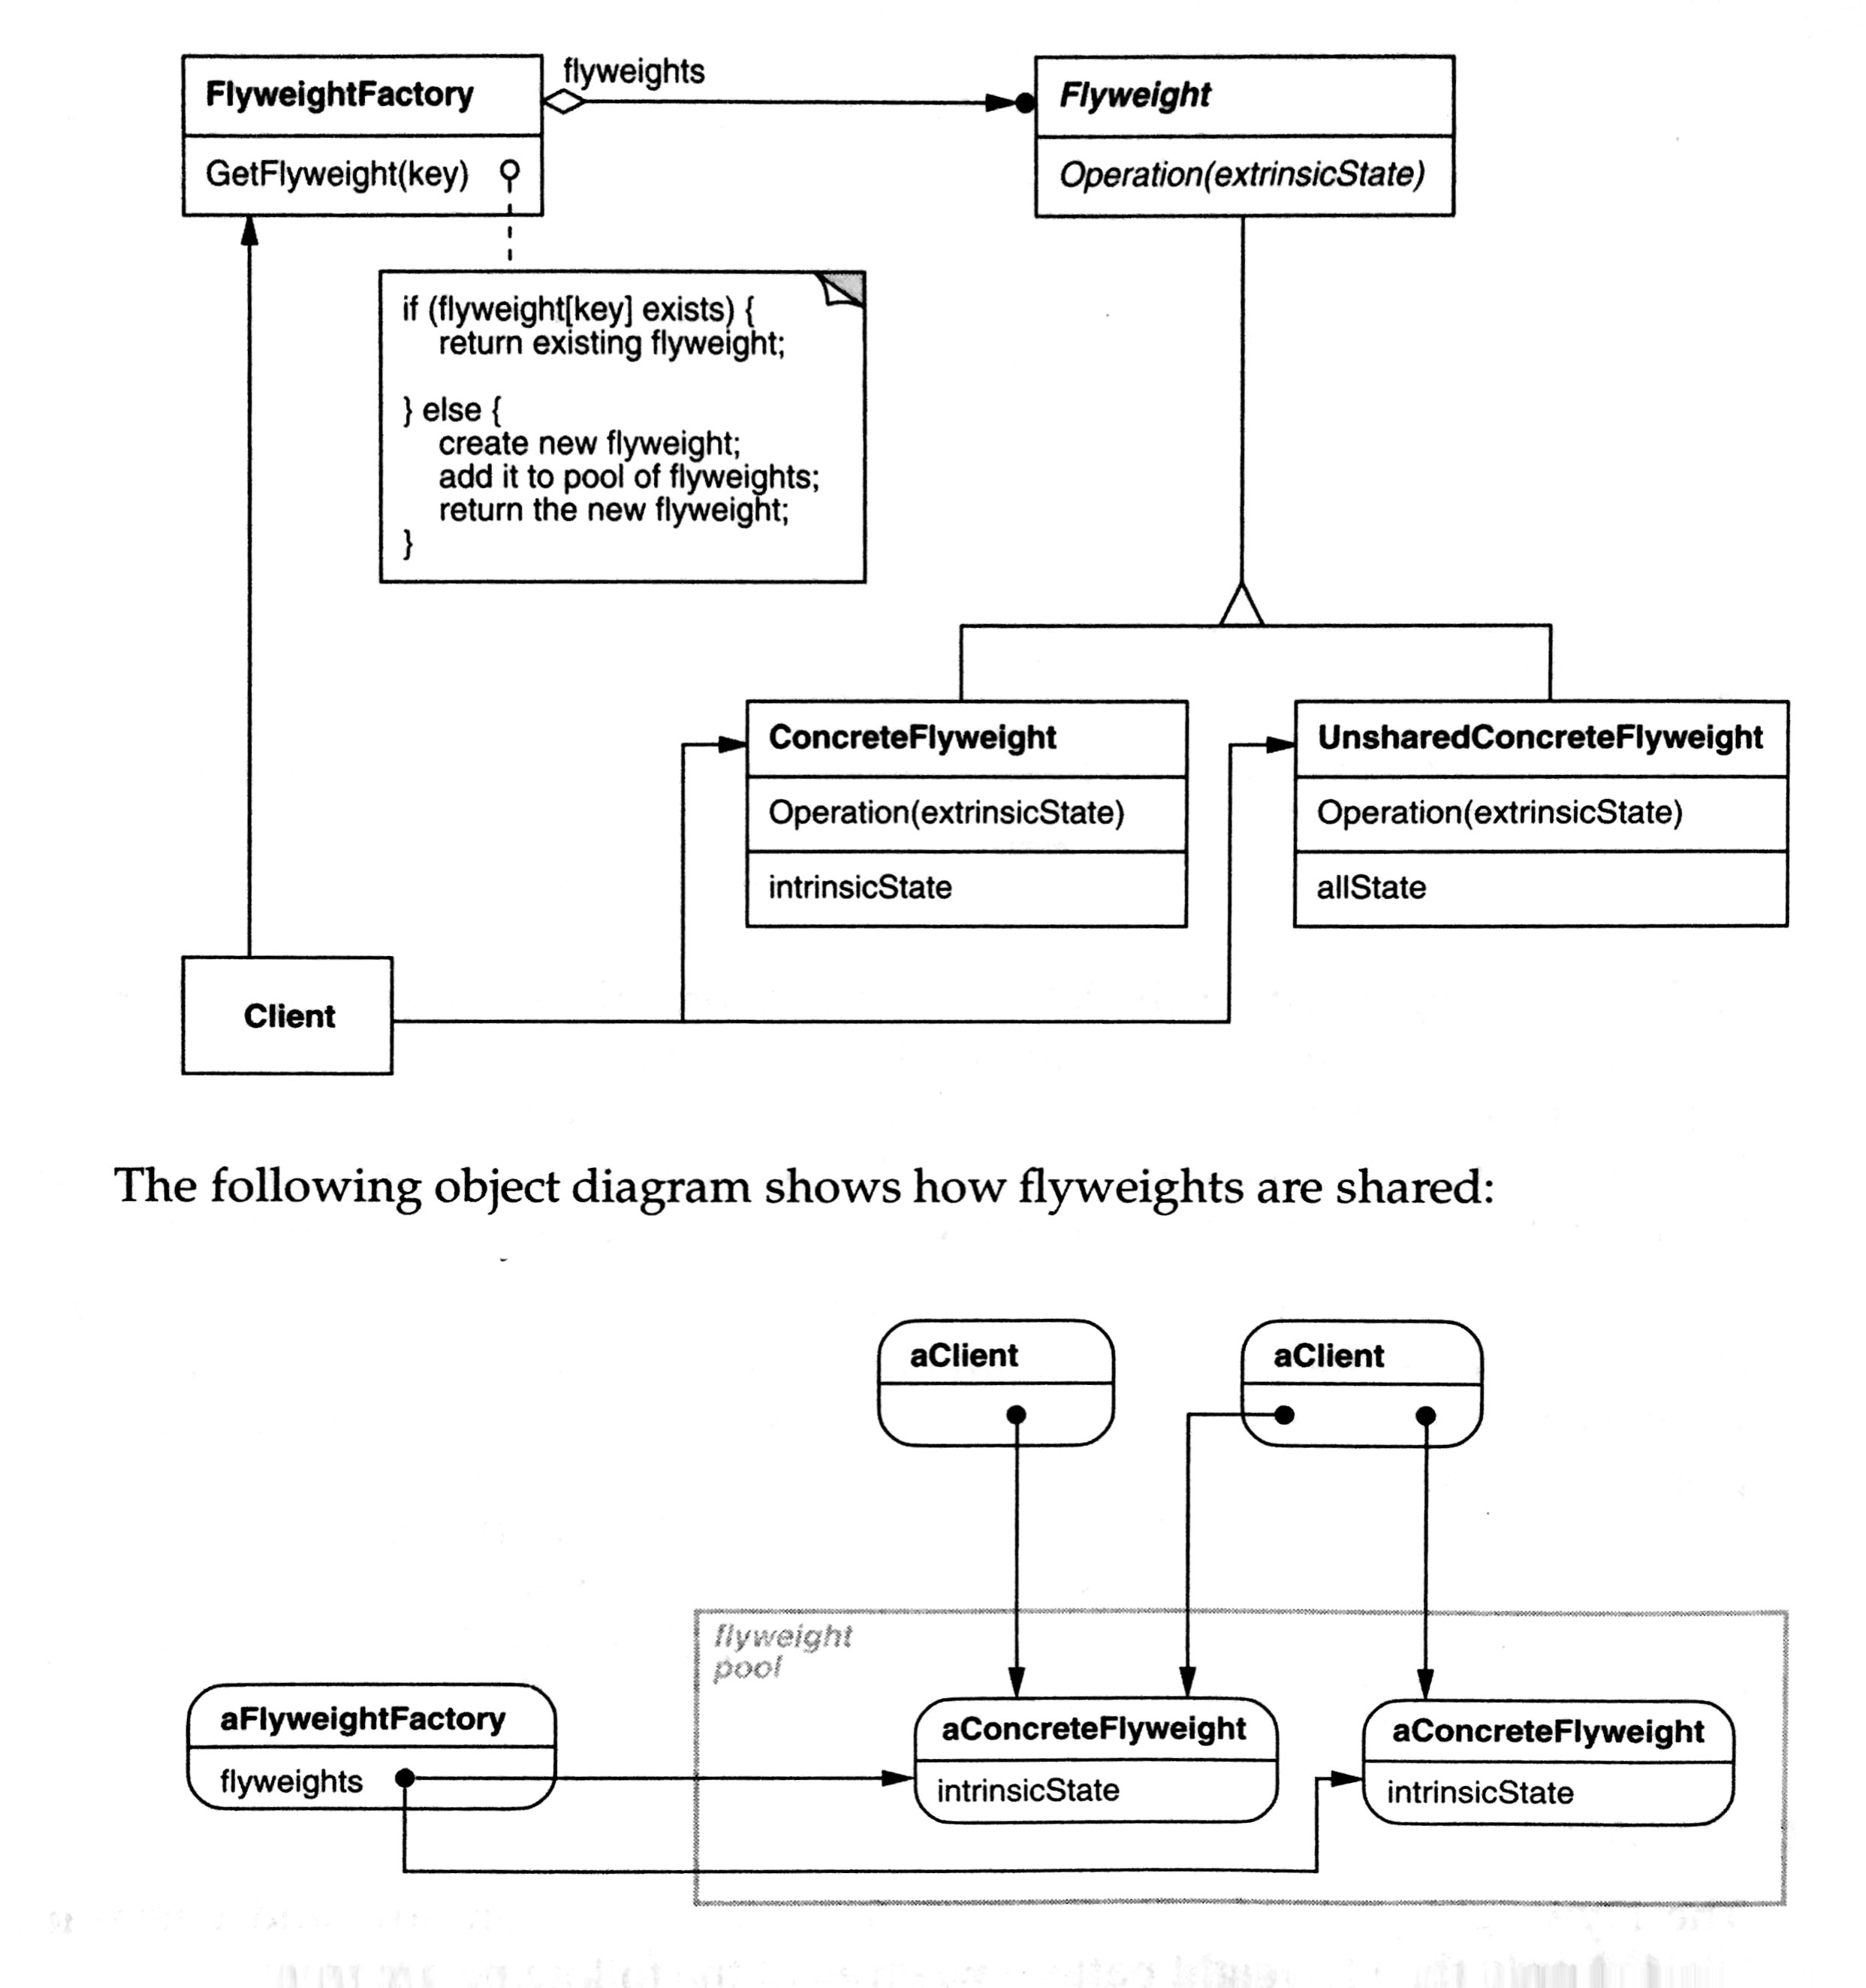 FlyweightFactory
flyweights
Flyweight
GetFlyweight(key)
Operation(extrinsicState)
if (flyweight[key] exists) {
return existing flyweight;
} else {
create new flyweight;
add it to pool of flyweights;
return the new flyweight;
}
ConcreteFlyweight
UnsharedConcreteFlyweight
Operation(extrinsicState)
Operation(extrinsicState)
intrinsicState
allState
Client
The following object diagram shows how flyweights are shared:
aClient
aClient
flyweight
pool
aFlyweightFactory
flyweights
aConcreteFlyweight
intrinsicState
aConcreteFlyweight
intrinsicState